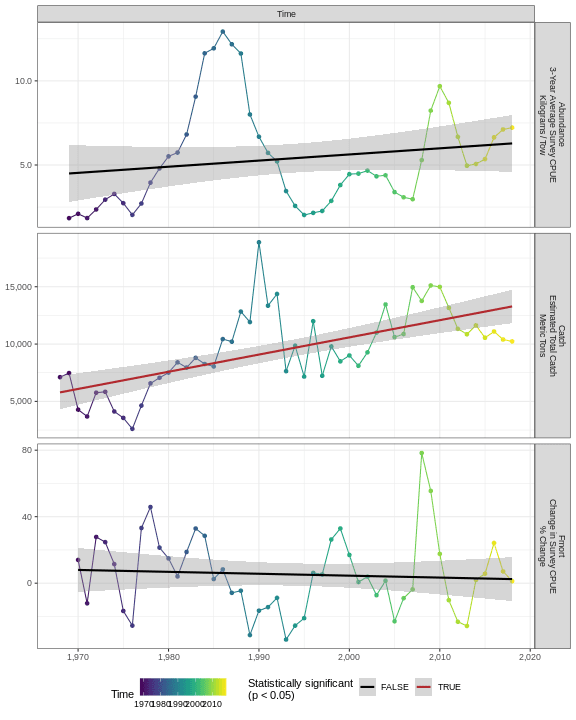 Time
10.0
5.0
Abundance
3-Year Average Survey CPUE
Kilograms/Tow
15,000
10,000
5,000
Catch
Estimated Total Catch
Metric Tons
80
40
0
Fmort
Change in Survey CPUE
% Change
1,970 1,980 1,990 2,000 2,010 2,020
Time
1970 1980 1990 2000 2010
Statistically significant
(p < 0.05)
FALSE
TRUE